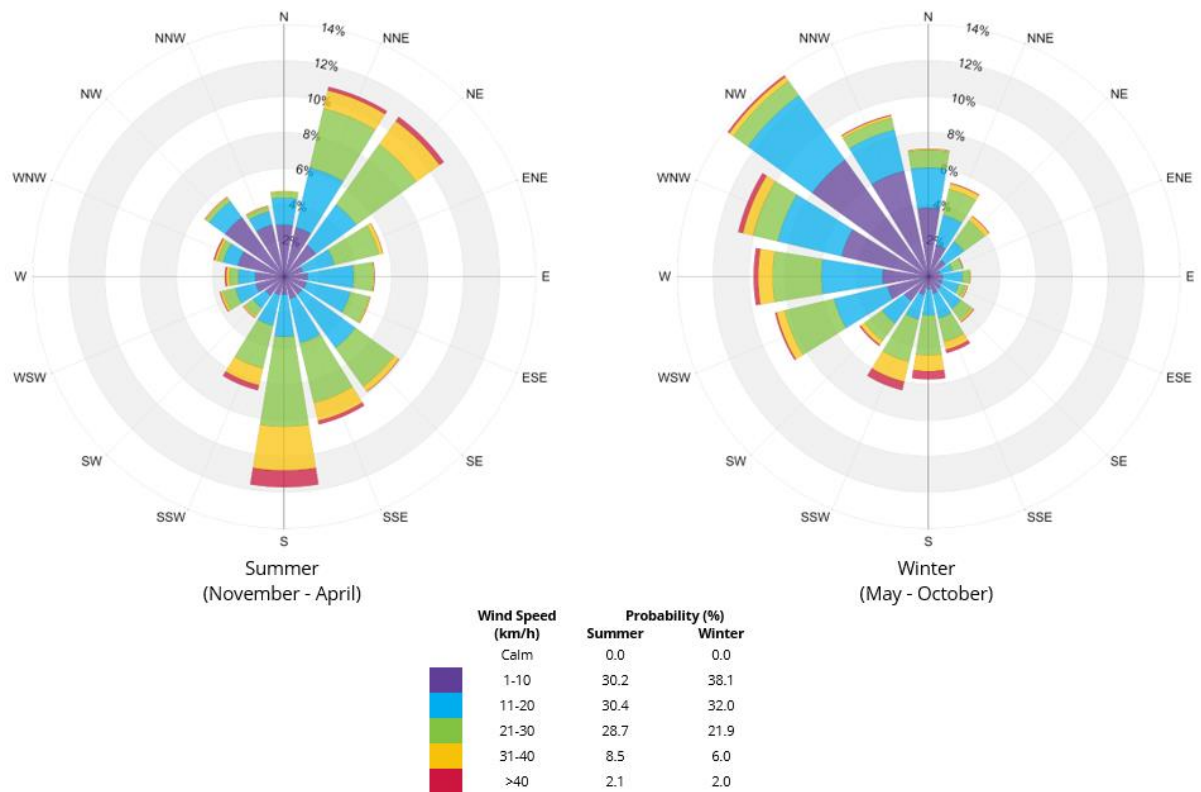 N
14%
NNW
NNE
12%
NW
10%
NE
8%
6%
WNW
4%
ENE
2%
W
E
WSW
ESE
SW
SE
SSW
SSE
S
Summer
(November - April)
N
14%
NNW
NNE
12%
NW
10%
NE
8%
6%
WNW
4%
ENE
2%
W
E
WSW
ESE
SW
SE
SSW
SSE
S
Winter
(May - October)
Wind Speed Probability (%)
(km/h) Summer Winter
Calm 0.0 0.0
1-10 30.2 38.1
11-20 30.4 32.0
21-30 28.7 21.9
31-40 8.5 6.0
>40 2.1 2.0